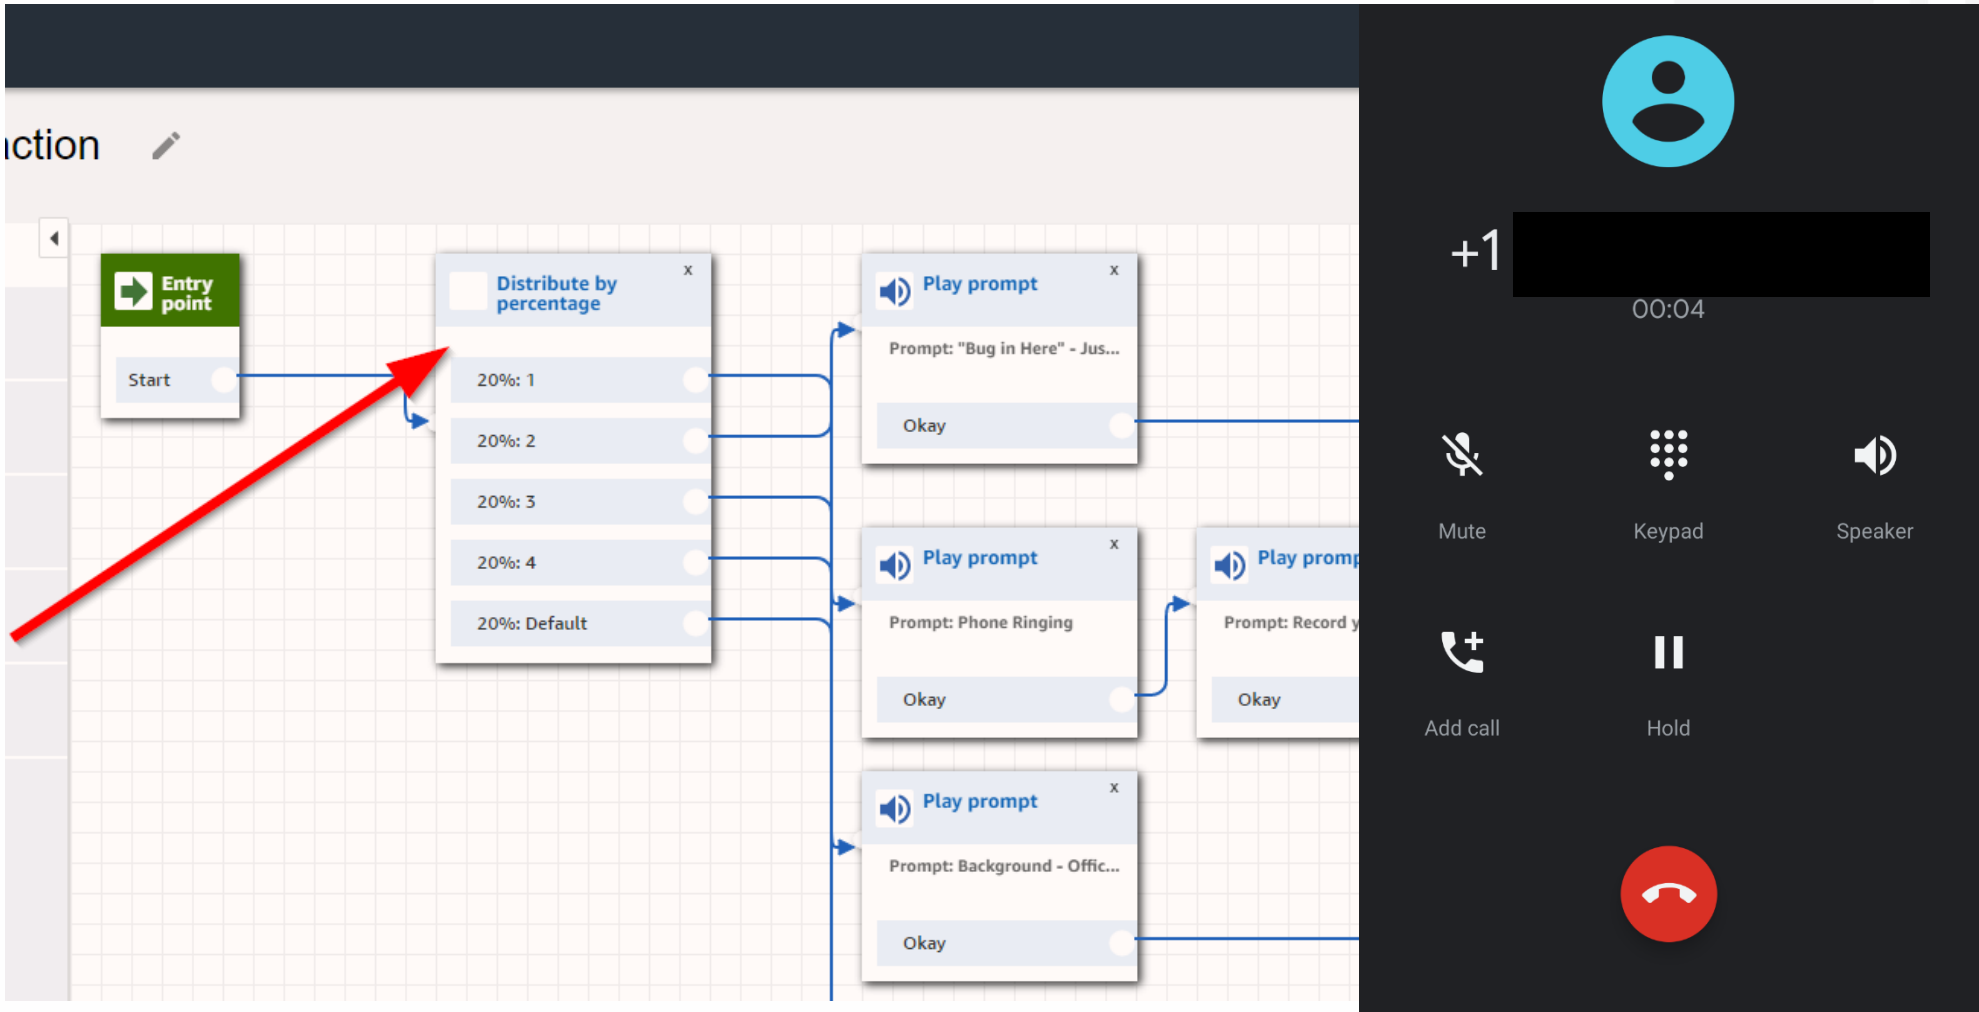 ction
Entry
point
Start
Distribute by
percentage
x
20%: 1
20%: 2
20%: 3
20%: 4
20%: Default
Play prompt
x
Prompt: "Bug in Here" - Jus...
Okay
Play prompt
x
Prompt: Phone Ringing
Okay
Play promp
Prompt: Record y
Okay
Play prompt
x
Prompt: Background - Offic...
Okay
+1
00:04
Mute
Keypad
Speaker
Add call
Hold